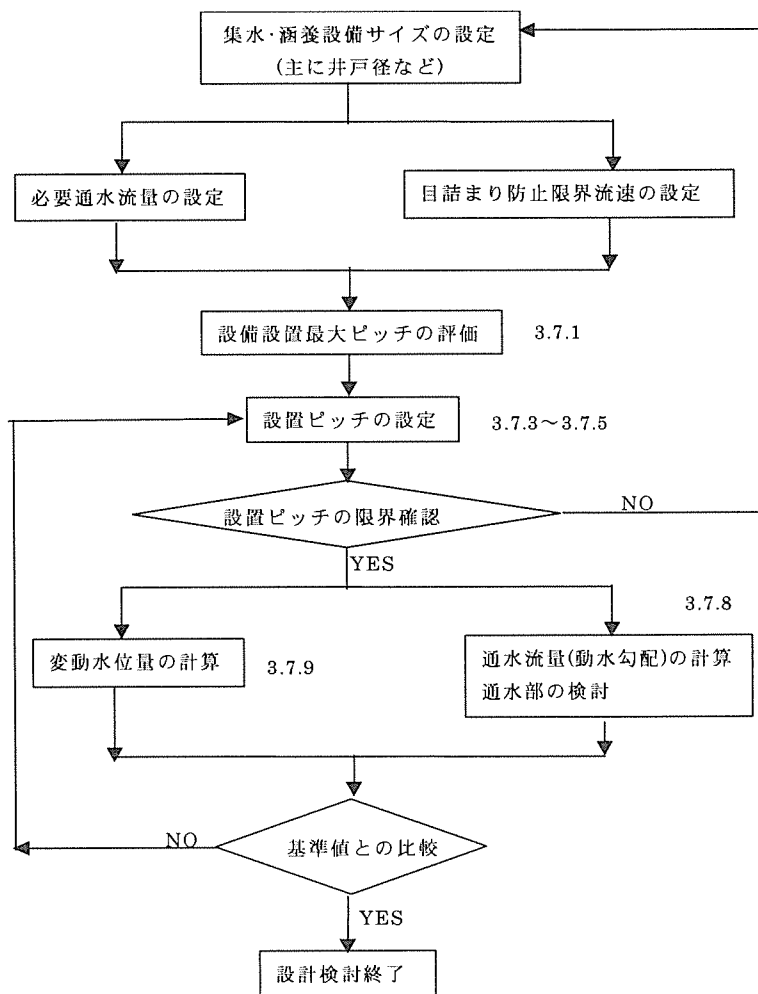 集水･涵養設備サイズの設定
(主に井戸径など)
必要通水流量の設定
目詰まり防止限界流速の設定
設備設置最大ピッチの評価
3.7.1
設置ピッチの設定
3.7.3～3.7.5
設置ピッチの限界確認
NO
YES
3.7.8
変動水位量の計算
3.7.9
通水流量(動水勾配)の計算
通水部の検討
NO
基準値との比較
YES
設計検討終了